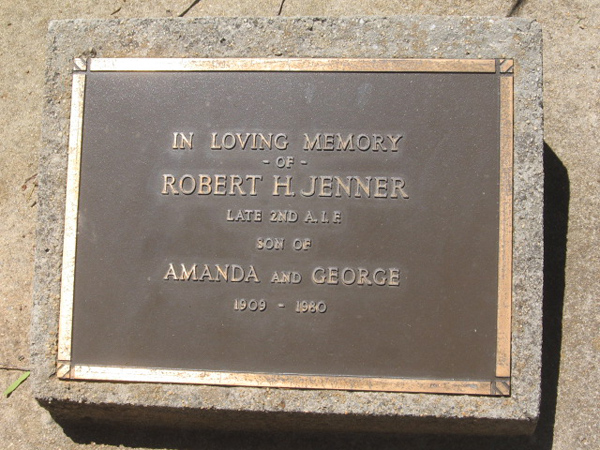 IN LOVING MEMORY
- OF -
ROBERT H. JENNER
LATE 2ND A.I.F.
SON OF
AMANDA AND GEORGE
1909 - 1980